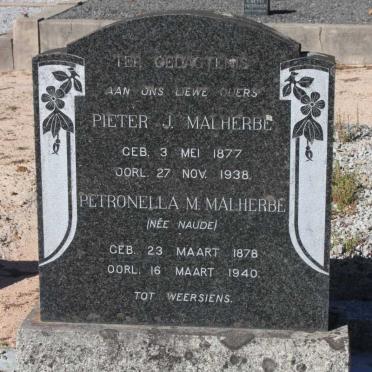 TER GEDAGTENIS
AAN ONS LIEWE OUERS
PIETER J. MALHERBE
GEB. 3 MEI 1877
OORL. 27 NOV. 1938.
PETRONELLA M. MALHERBE
(NÉE NAUDE)
GEB. 23 MAART 1878
OORL. 16 MAART 1940.
TOT WEERSIENS.